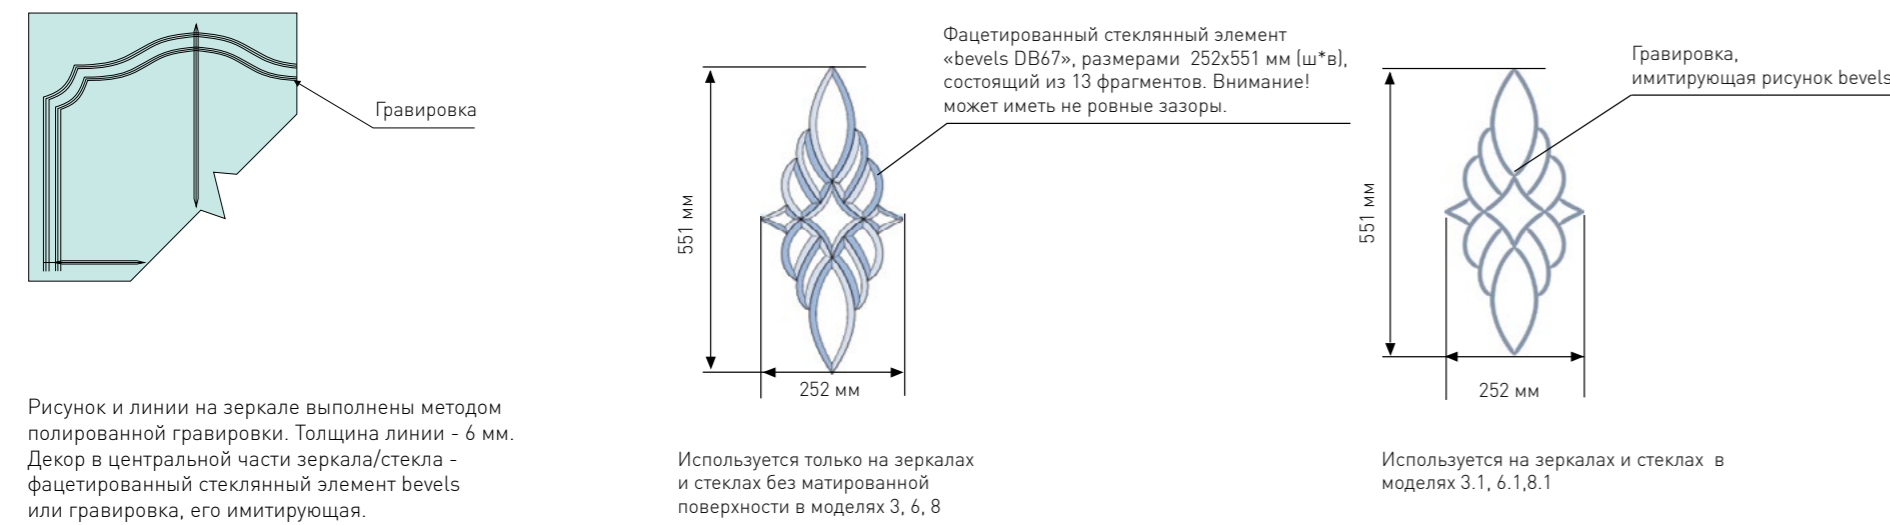 Гравировка
Рисунок и линии на зеркале выполнены методом
полированной гравировки. Толщина линии - 6 мм.
Декор в центральной части зеркала/стекла -
фацетированный стеклянный элемент bevels
или гравировка, его имитирующая.
Фацетированный стеклянный элемент
«bevels DB67», размерами 252х551 мм (ш*в),
состоящий из 13 фрагментов. Внимание!
может иметь не ровные зазоры.
551 мм
252 мм
Используется только на зеркалах
и стеклах без матированной
поверхности в моделях 3, 6, 8
Гравировка,
имитирующая рисунок bevels
551 мм
252 мм
Используется на зеркалах и стеклах в
моделях 3.1, 6.1,8.1